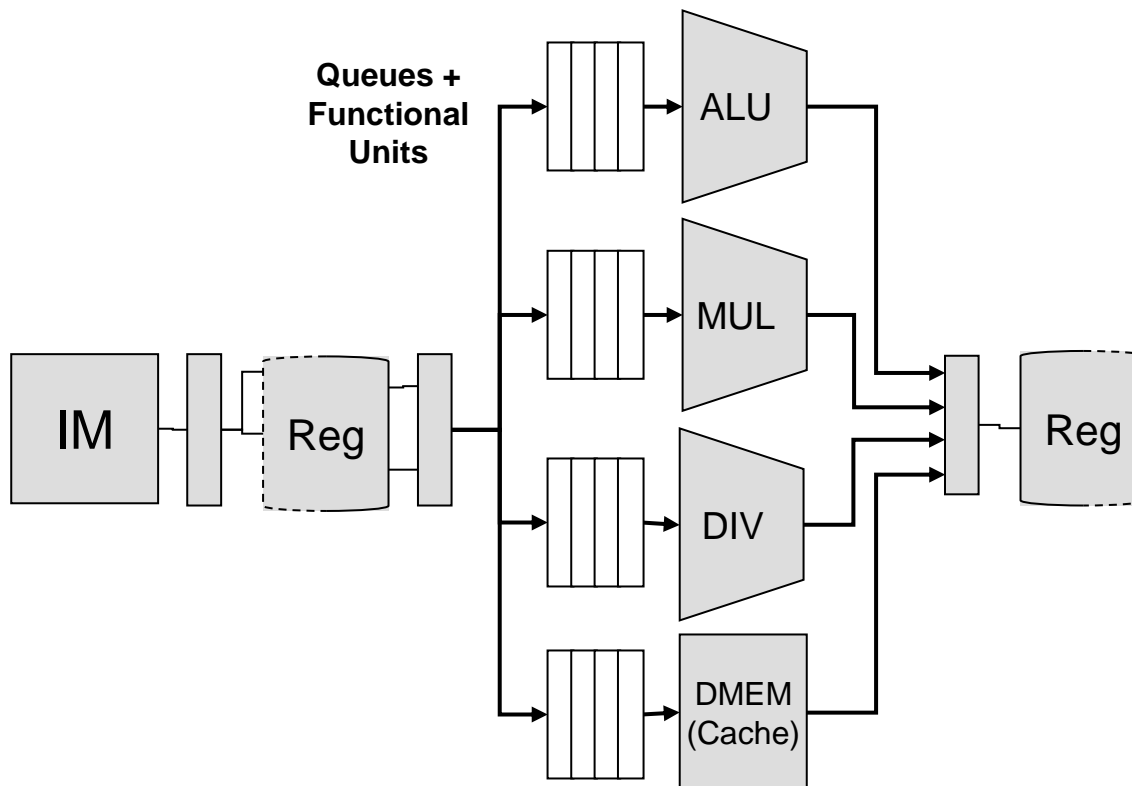 Queues +
Functional
Units
ALU
MUL
IM
Reg
Reg
DIV
DMEM
(Cache)